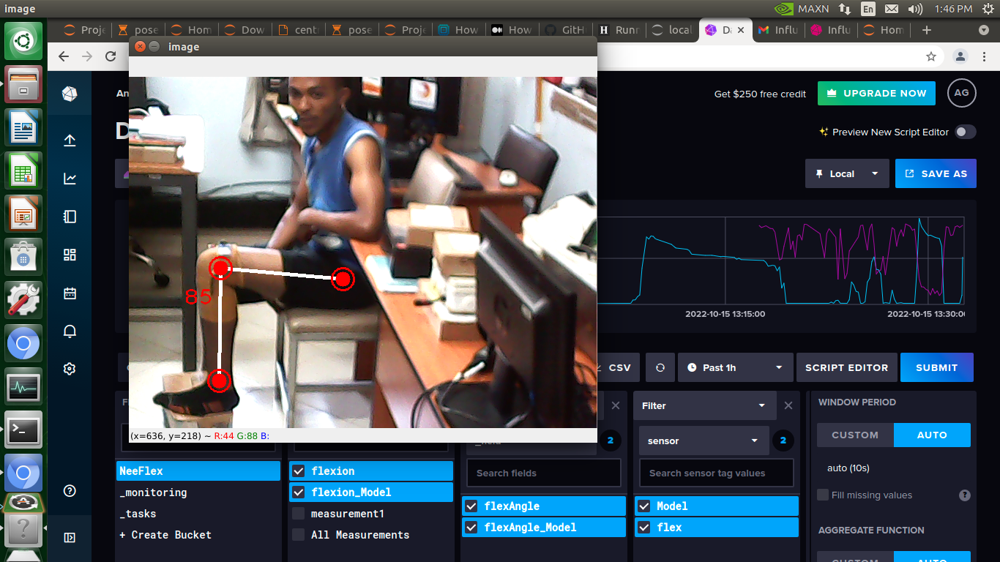 image
MAXN
En
1:46 PM
Proj
pose
Hom
Dow
cent
pose
Proj
How
How
GitH
Runn
local
Da
Influ
Influ
Hom
image
An
Get $250 free credit
UPGRADE NOW
AG
D
Preview New Script Editor
Local
SAVE AS
85
2022-10-15 13:15:00
2022-10-15 13:30:0
CSV
Past 1h
SCRIPT EDITOR
SUBMIT
(x=636, y=218) ~ R:44 G:88 B:
F
_field
2
Filter
sensor
2
WINDOW PERIOD
CUSTOM
AUTO
auto (10s)
Fill missing values
?
AGGREGATE FUNCTION
CUSTOM
AUTO
NeeFlex
_monitoring
_tasks
+ Create Bucket
flexion
flexion_Model
measurement1
All Measurements
Search fields
flexAngle
flexAngle_Model
Search sensor tag values
Model
flex